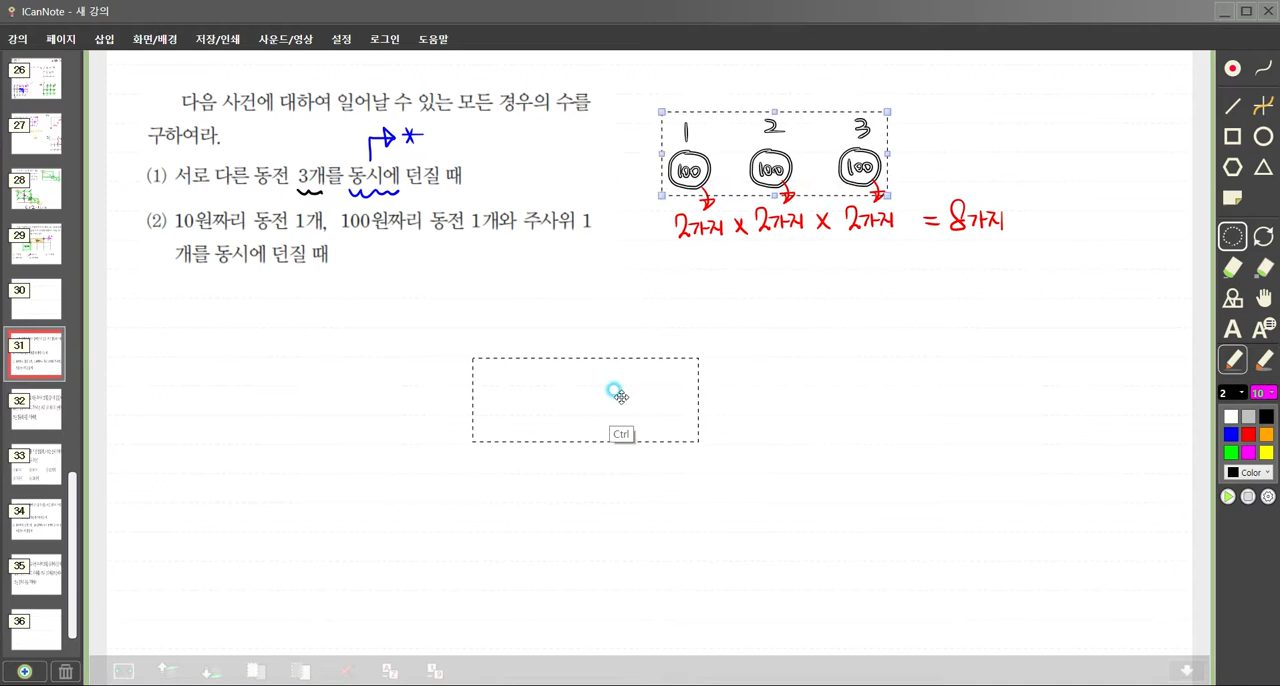 ICanNote - 새 강의
강의 페이지 삽입 화면/배경 저장/인쇄 사운드/영상 설정 로그인 도움말
26
27
28
29
30
31
32
33
34
35
36
다음 사건에 대하여 일어날 수 있는 모든 경우의 수를
구하여라.
(1) 서로 다른 동전 3개를 동시에 던질 때
(2) 10원짜리 동전 1개, 100원짜리 동전 1개와 주사위 1
개를 동시에 던질 때
1 2 3
100 100 100
2가지 × 2가지 × 2가지 = 8가지
Ctrl
A A
2 10
Color